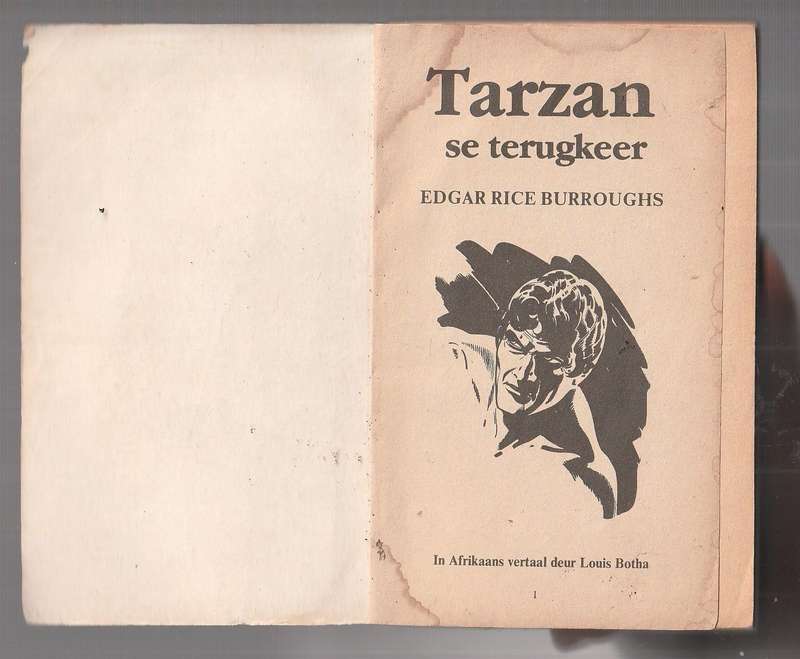 Tarzan
se terugkeer
EDGAR RICE BURROUGHS
In Afrikaans vertaal deur Louis Botha
1